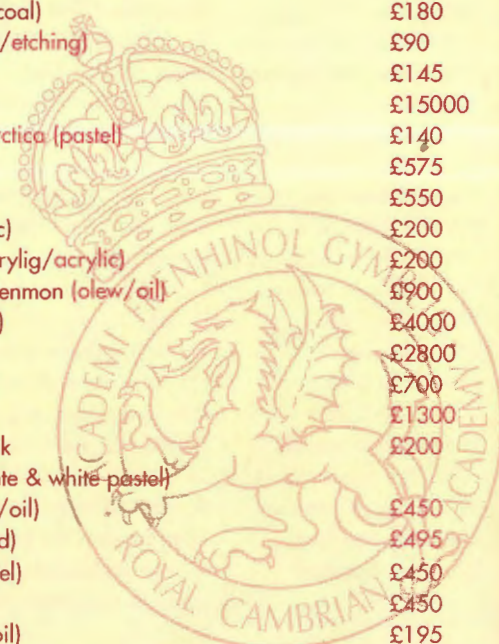 coal) £180
/etching) £90
£145
£15000
rctica (pastel) £140
£575
£550
c) £200
rylig/acrylic) £200
enmon (olew/oil) £900
) £4000
£2800
£700
£1300
k £200
te & white pastel)
/oil) £450
d) £495
el) £450
£450
oil) £195
ACADEMI FRENHINOL GYMREIG
ROYAL CAMBRIAN ACADEMY